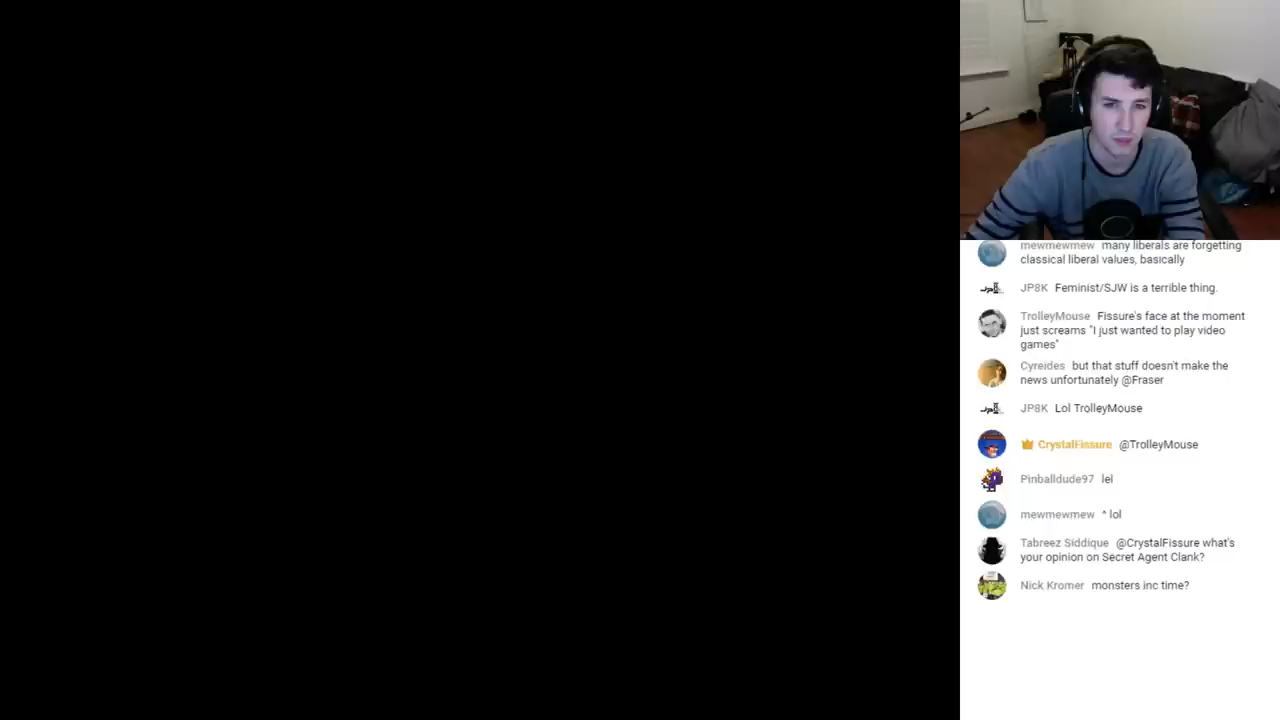 mewmewmew many liberals are forgetting
classical liberal values, basically
JP8K Feminist/SJW is a terrible thing.
TrolleyMouse Fissure's face at the moment
just screams "I just wanted to play video
games"
Cyreides but that stuff doesn't make the
news unfortunately @Fraser
JP8K Lol TrolleyMouse
CrystalFissure @TrolleyMouse
Pinballdude97 lel
mewmewmew ^ lol
Tabreez Siddique @CrystalFissure what's
your opinion on Secret Agent Clank?
Nick Kromer monsters inc time?